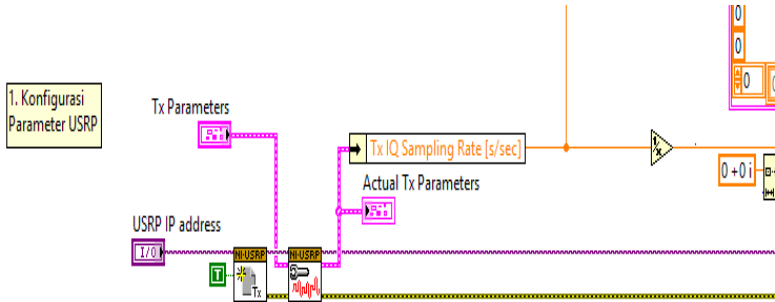 0
0
0
1. Konfigurasi
Parameter USRP
Tx Parameters
Tx IQ Sampling Rate [s/sec]
1/x
0 +0 i
Actual Tx Parameters
USRP IP address
I/O
NI-USRP
NI-USRP
T
Tx